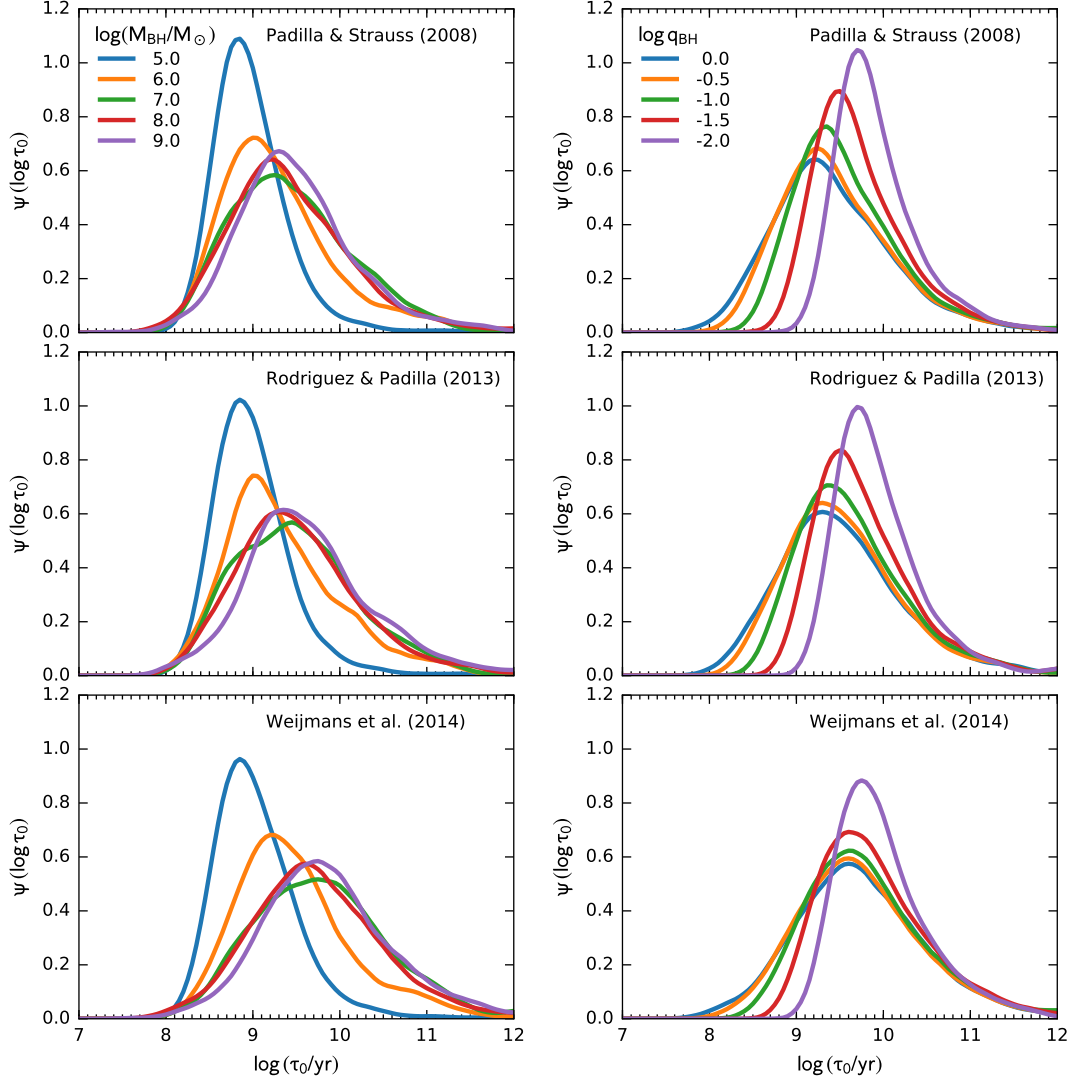 1.2
1.0
0.8
0.6
0.4
0.2
0.0
ψ(log τ₀)
log(M_BH/M_⊙)
5.0
6.0
7.0
8.0
9.0
Padilla & Strauss (2008)
1.2
1.0
0.8
0.6
0.4
0.2
0.0
ψ(log τ₀)
log q_BH
0.0
-0.5
-1.0
-1.5
-2.0
Padilla & Strauss (2008)
1.2
1.0
0.8
0.6
0.4
0.2
0.0
ψ(log τ₀)
Rodriguez & Padilla (2013)
1.2
1.0
0.8
0.6
0.4
0.2
0.0
ψ(log τ₀)
Rodriguez & Padilla (2013)
1.2
1.0
0.8
0.6
0.4
0.2
0.0
ψ(log τ₀)
Weijmans et al. (2014)
7 8 9 10 11 12
log (τ₀/yr)
1.2
1.0
0.8
0.6
0.4
0.2
0.0
ψ(log τ₀)
Weijmans et al. (2014)
7 8 9 10 11 12
log (τ₀/yr)